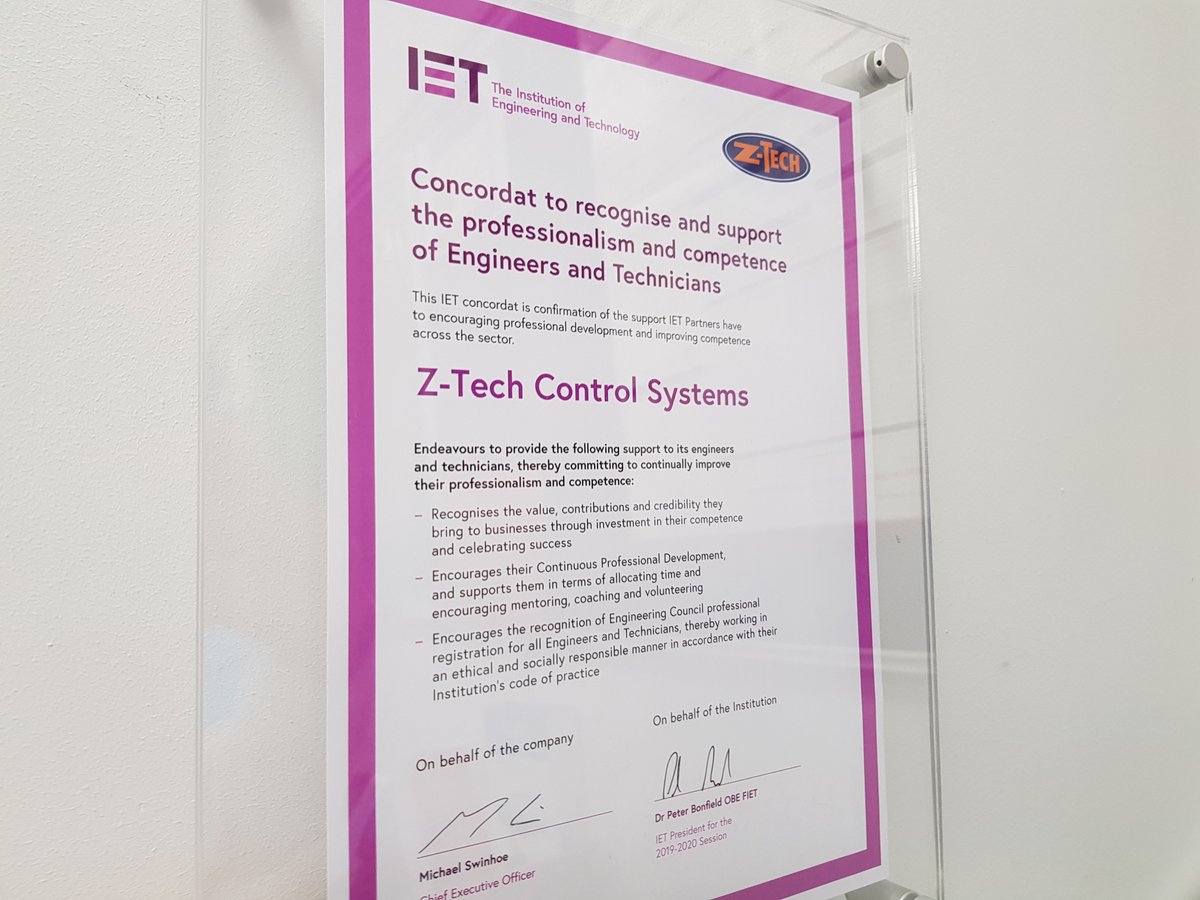 IET The Institution of
Engineering and Technology
Z-TECH
Concordat to recognise and support
the professionalism and competence
of Engineers and Technicians
This IET concordat is confirmation of the support IET Partners have
to encouraging professional development and improving competence
across the sector.
Z-Tech Control Systems
Endeavours to provide the following support to its engineers
and technicians, thereby committing to continually improve
their professionalism and competence:
– Recognises the value, contributions and credibility they
bring to businesses through investment in their competence
and celebrating success
– Encourages their Continuous Professional Development,
and supports them in terms of allocating time and
encouraging mentoring, coaching and volunteering
– Encourages the recognition of Engineering Council professional
registration for all Engineers and Technicians, thereby working in
an ethical and socially responsible manner in accordance with their
Institution's code of practice
On behalf of the company
Michael Swinhoe
Chief Executive Officer
On behalf of the Institution
Dr Peter Bonfield OBE FIET
IET President for the
2019-2020 Session